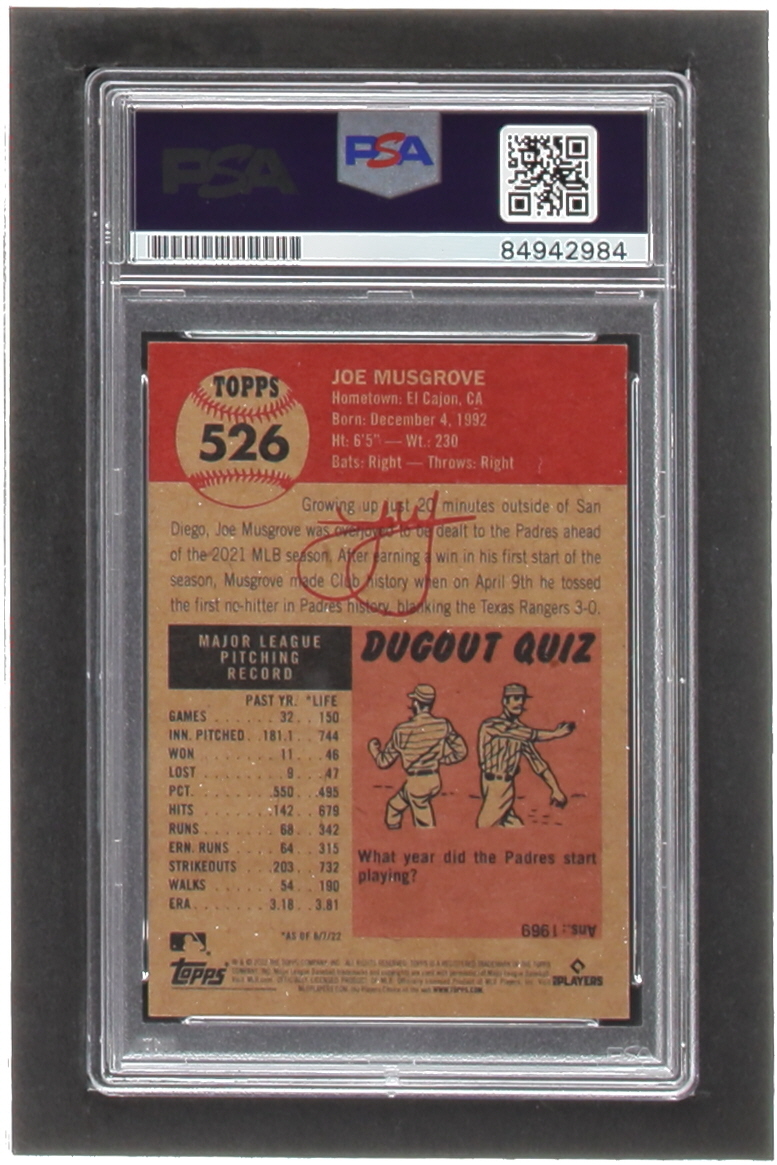 PSA
PSA
84942984
TOPPS
526
JOE MUSGROVE
Hometown: El Cajon, CA
Born: December 4, 1992
Ht: 6'5" — Wt.: 230
Bats: Right — Throws: Right
Growing up just 20 minutes outside of San
Diego, Joe Musgrove was overjoyed to be dealt to the Padres ahead
of the 2021 MLB season. After earning a win in his first start of the
season, Musgrove made Club history when on April 9th he tossed
the first no-hitter in Padres history, blanking the Texas Rangers 3-0.
MAJOR LEAGUE
PITCHING
RECORD
PAST YR. *LIFE
GAMES . . . . . . . . 32 . . 150
INN. PITCHED . 181.1 . . 744
WON . . . . . . . . . 11 . . . 46
LOST . . . . . . . . . 9 . . . 47
PCT. . . . . . . . . .550 . .495
HITS . . . . . . . . 142 . . 679
RUNS . . . . . . . . 68 . . 342
ERN. RUNS . . . . . 64 . . 315
STRIKEOUTS . . . .203 . . 732
WALKS . . . . . . . 54 . . 190
ERA . . . . . . . . 3.18 . . 3.81
*AS OF 6/7/22
DUGOUT QUIZ
What year did the Padres start
playing?
Ans.: 1969
Topps
PLAYERS
WWW.TOPPS.COM
PSA